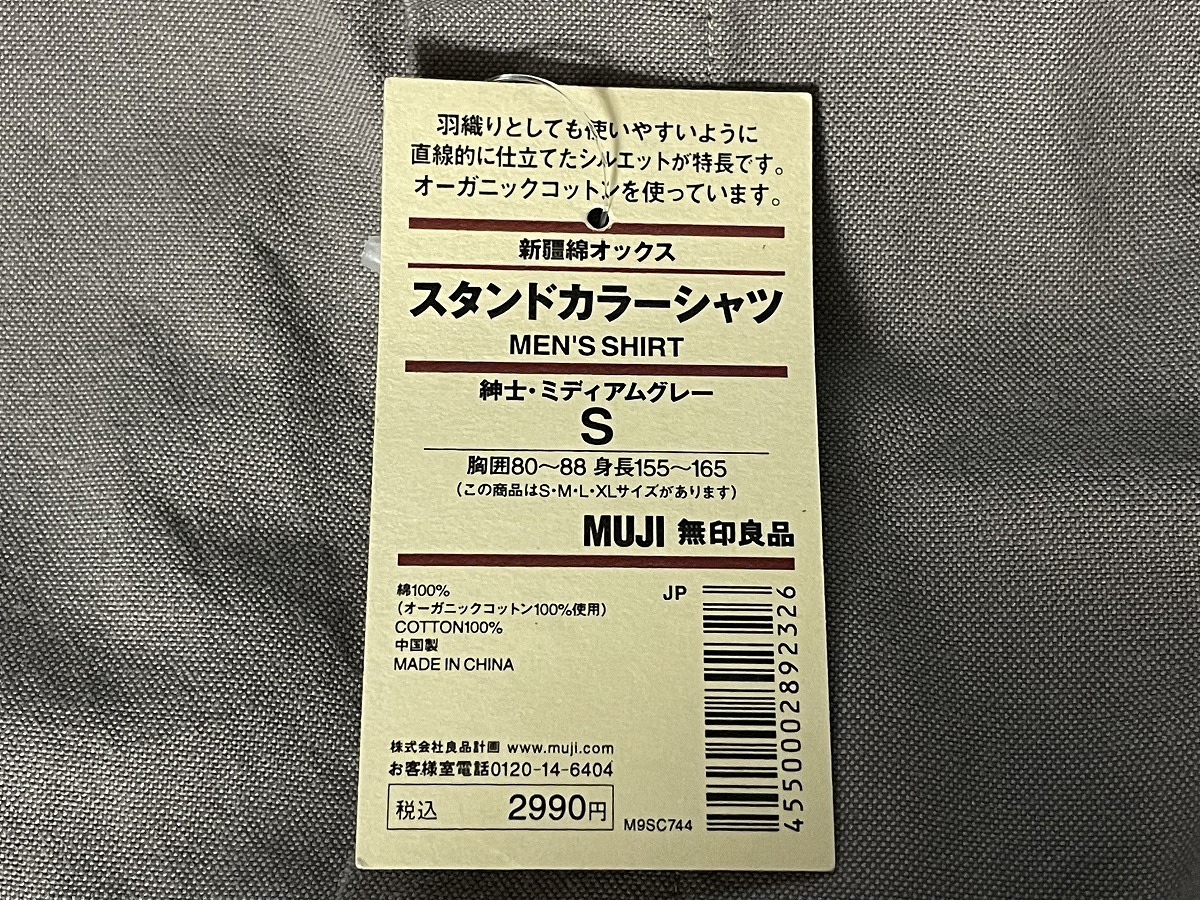 羽織りとしても使いやすいように
直線的に仕立てたシルエットが特長です。
オーガニックコットンを使っています。
新疆綿オックス
スタンドカラーシャツ
MEN'S SHIRT
紳士・ミディアムグレー
S
胸囲80〜88 身長155〜165
(この商品はS・M・L・XLサイズがあります)
MUJI 無印良品
綿100%
(オーガニックコットン100%使用)
COTTON100%
中国製
MADE IN CHINA
JP
4550002892326
株式会社良品計画 www.muji.com
お客様室電話0120-14-6404
税込 2990円
M9SC744